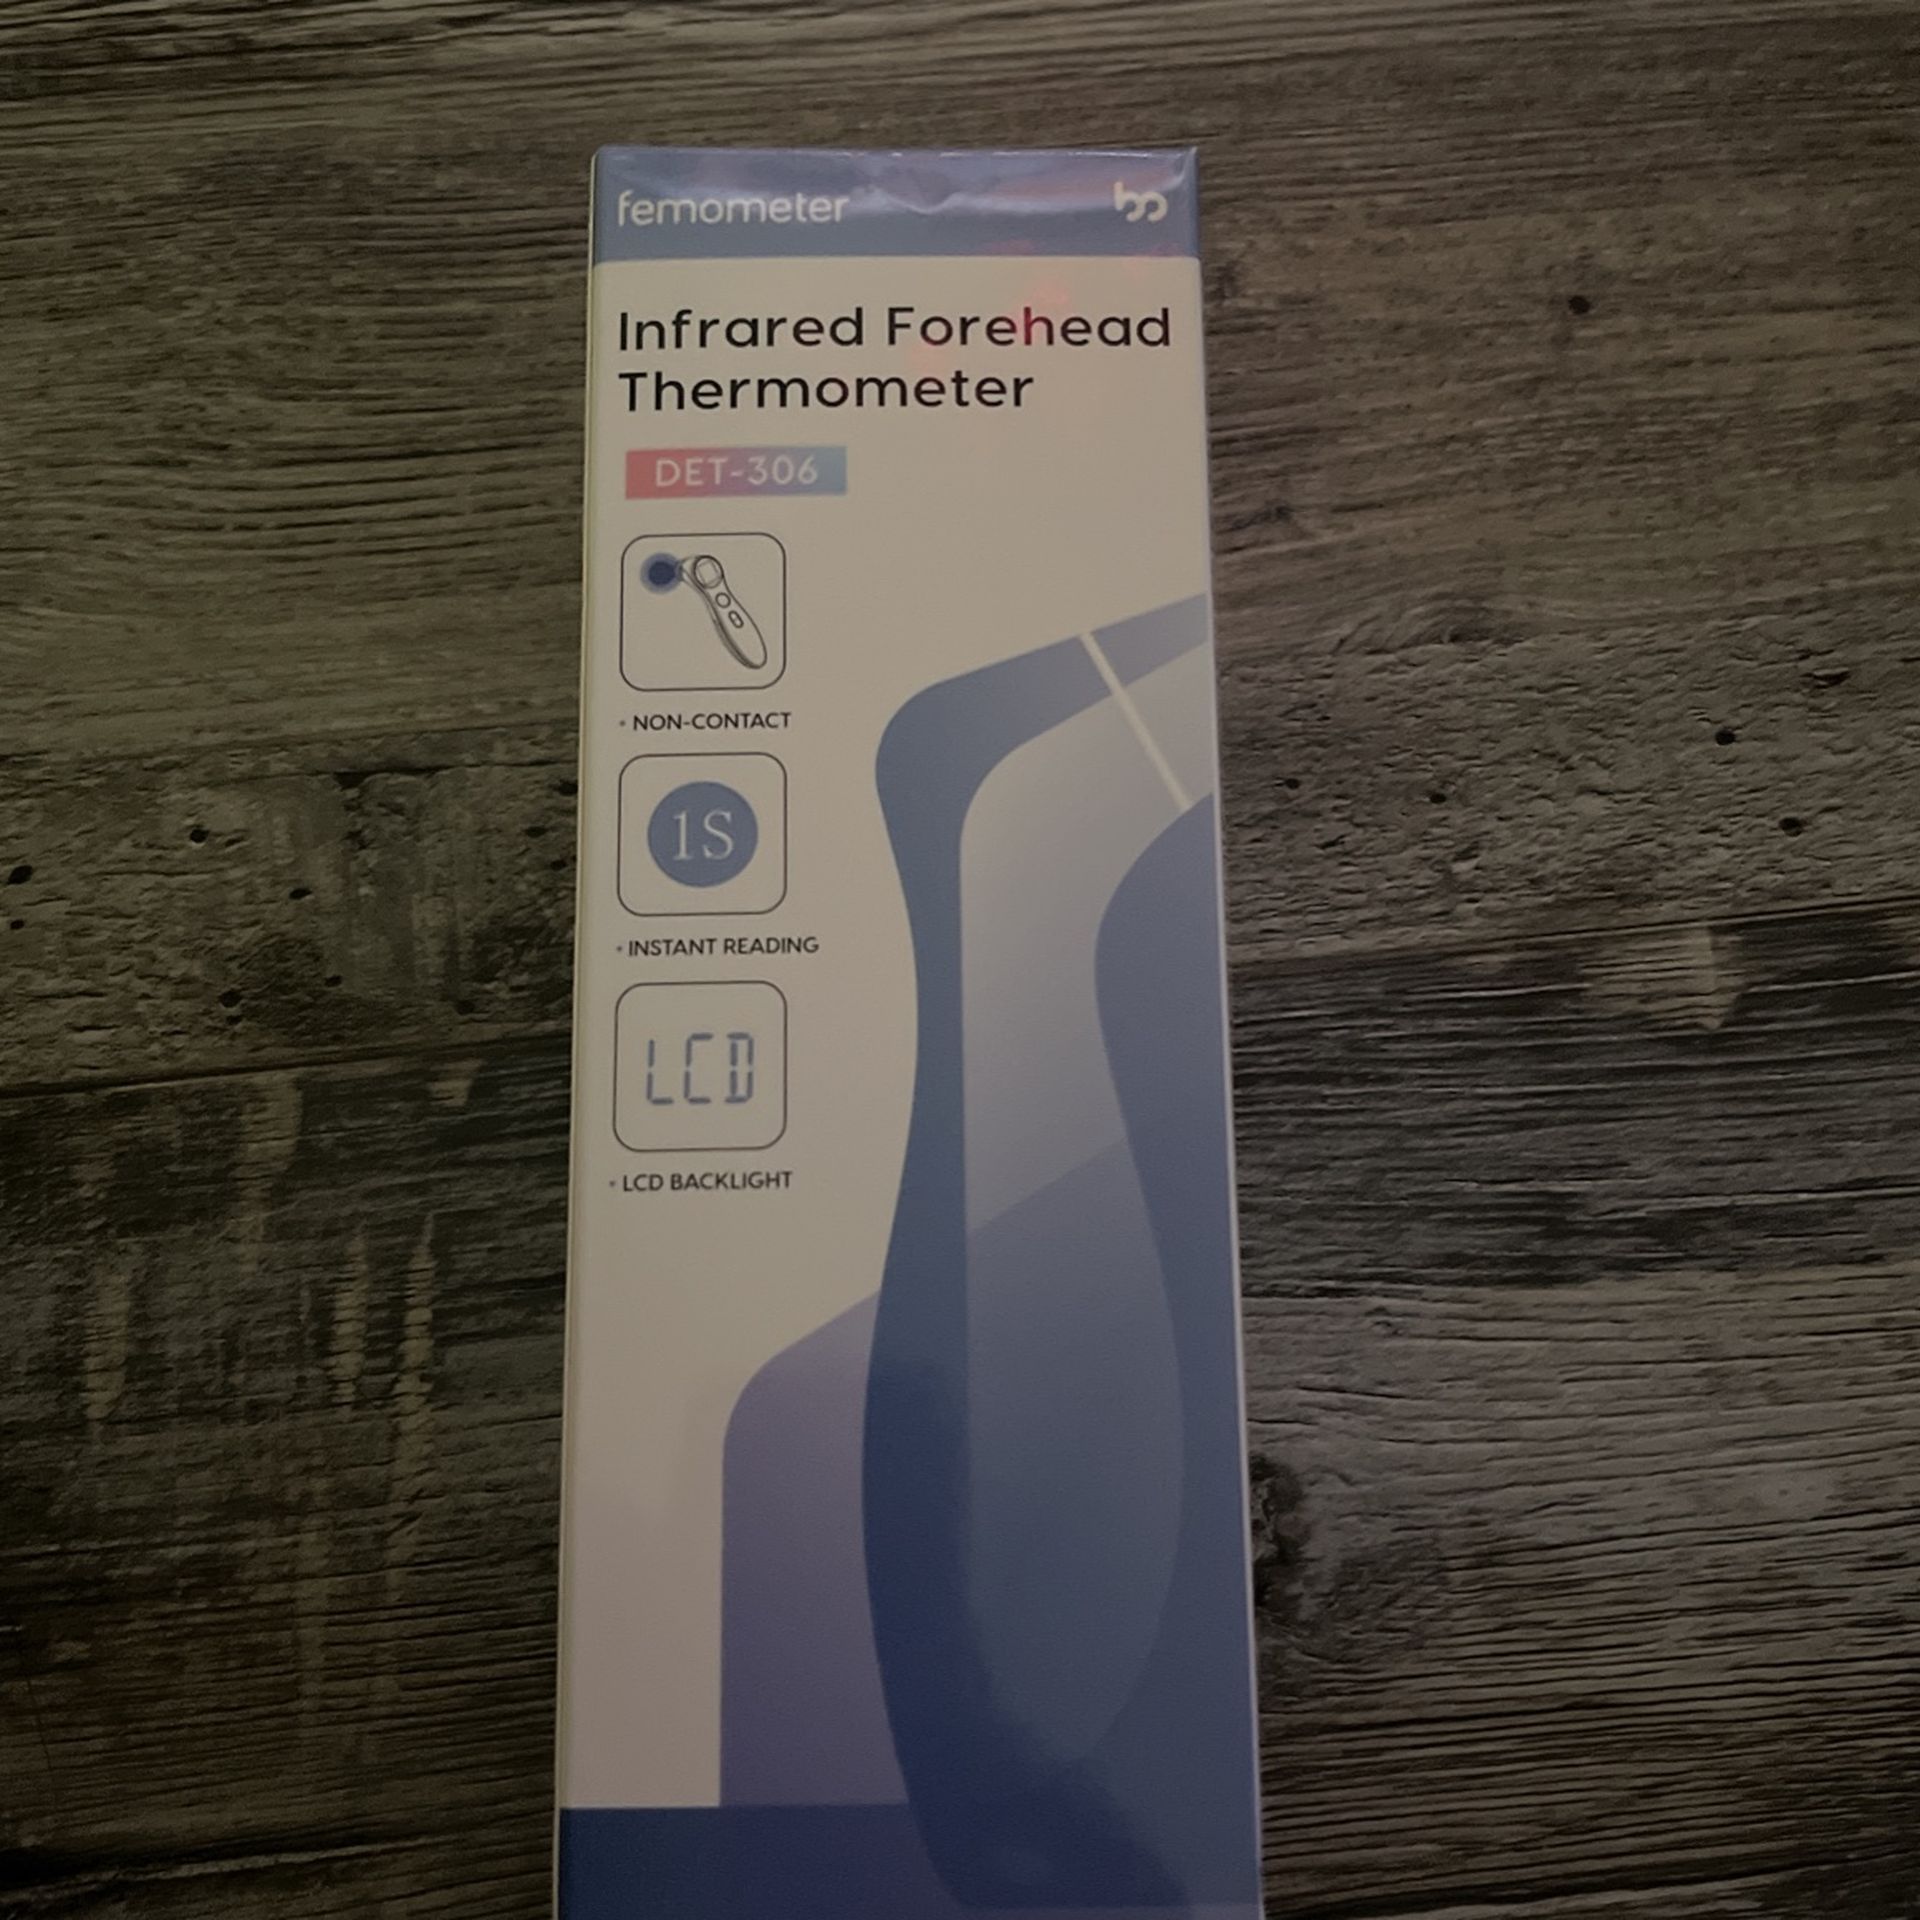 femometer
Infrared Forehead
Thermometer
DET-306
• NON-CONTACT
1S
• INSTANT READING
LCD
• LCD BACKLIGHT